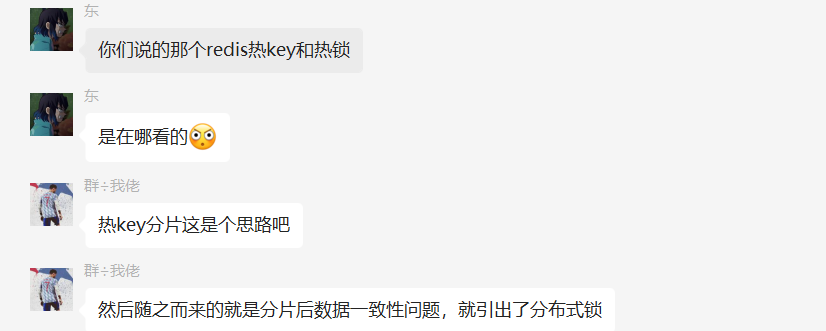 东
你们说的那个redis热key和热锁
东
是在哪看的
群÷我佬
热key分片这是个思路吧
群÷我佬
然后随之而来的就是分片后数据一致性问题，就引出了分布式锁